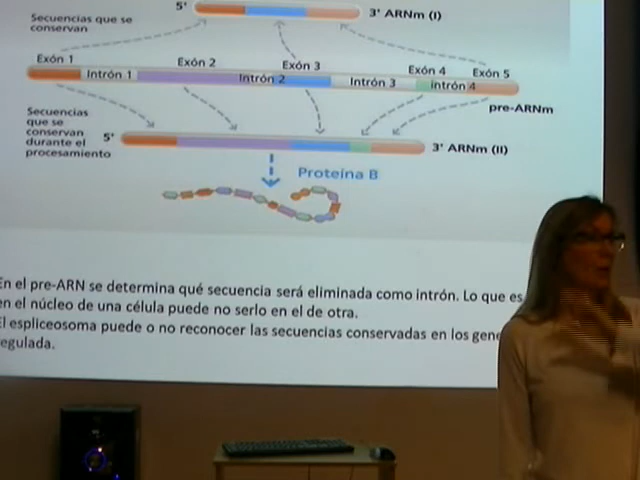 5'
3' ARNm (I)
Secuencias que se
conservan
Exón 1
Exón 2
Exón 3
Exón 4
Exón 5
Intrón 1
Intrón 2
Intrón 3
intrón 4
pre-ARNm
Secuencias
que se
conservan
durante el
procesamiento
5'
3' ARNm (II)
Proteína B
En el pre-ARN se determina qué secuencia será eliminada como intrón. Lo que es
en el núcleo de una célula puede no serlo en el de otra.
El espliceosoma puede o no reconocer las secuencias conservadas en los gene
egulada.